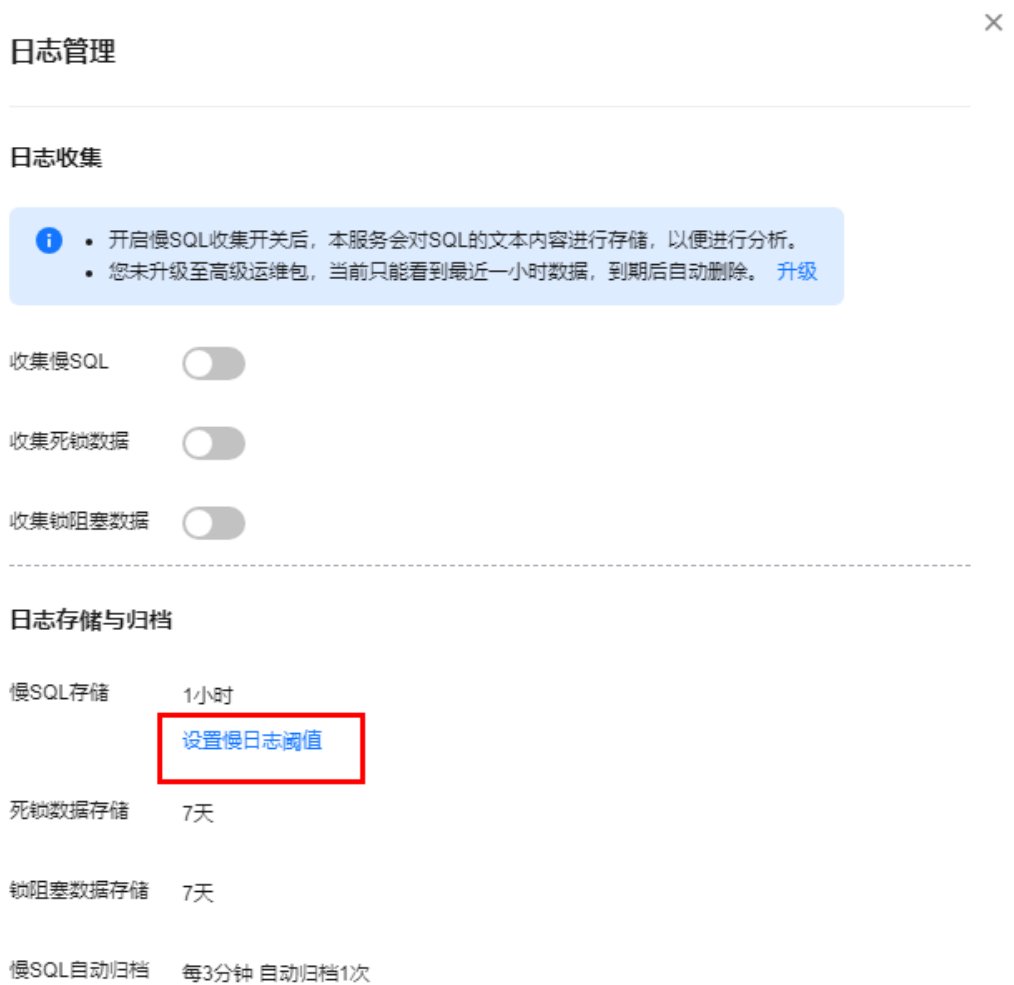 日志管理
日志收集
开启慢SQL收集开关后，本服务会对SQL的文本内容进行存储，以便进行分析。
您未升级至高级运维包，当前只能看到最近一小时数据，到期后自动删除。 升级
收集慢SQL
收集死锁数据
收集锁阻塞数据
日志存储与归档
慢SQL存储 1小时
设置慢日志阈值
死锁数据存储 7天
锁阻塞数据存储 7天
慢SQL自动归档 每3分钟 自动归档1次